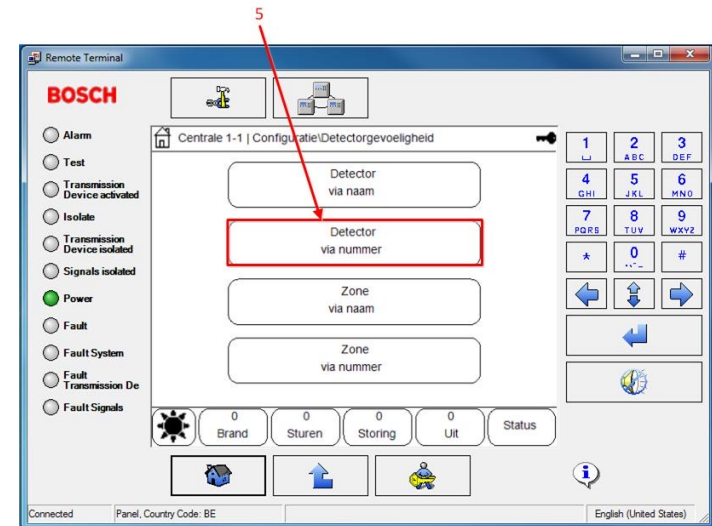 5
Remote Terminal
BOSCH
Alarm
Test
Transmission
Device activated
Isolate
Transmission
Device isolated
Signals isolated
Power
Fault
Fault System
Fault
Transmission De
Fault Signals
Centrale 1-1 | Configuratie\Detectorgevoeligheid
Detector
via naam
Detector
via nummer
Zone
via naam
Zone
via nummer
0 Brand
0 Sturen
0 Storing
0 Uit
Status
1 2 3
ABC DEF
4 5 6
GHI JKL MNO
7 8 9
PQRS TUV WXYZ
* 0 #
Connected
Panel, Country Code: BE
English (United States)